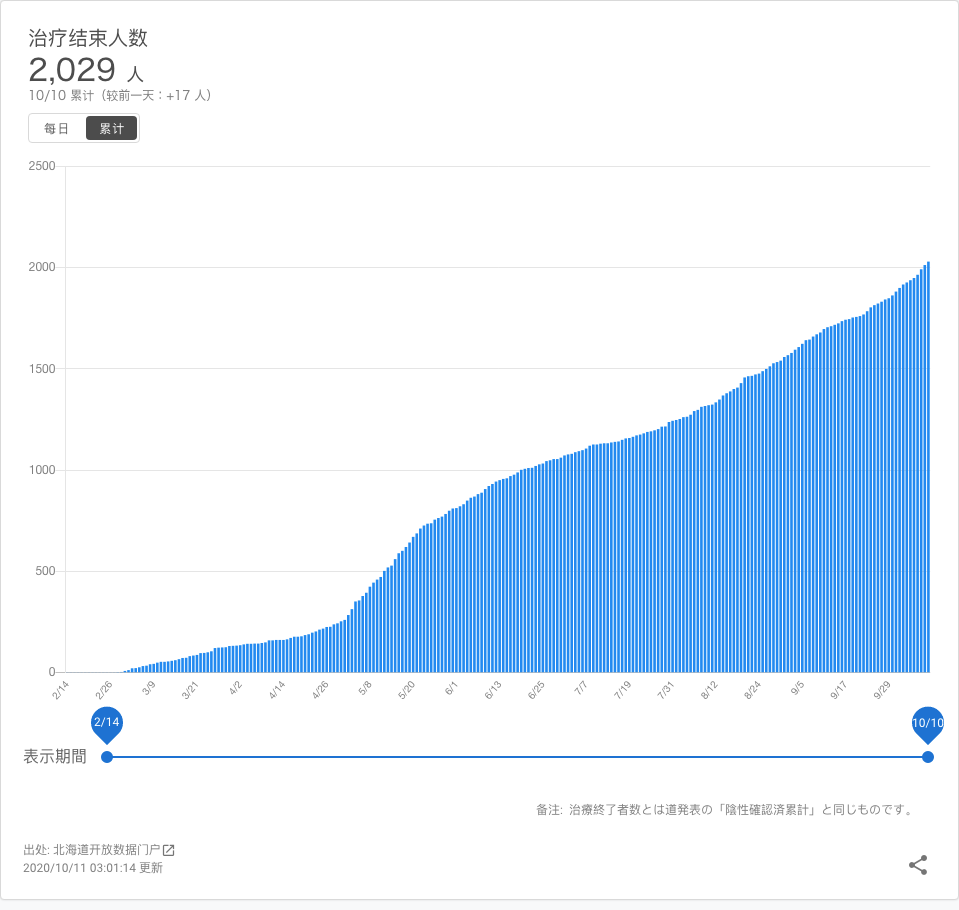 治疗结束人数
2,029 人
10/10 累计（较前一天：+17 人）
每日 累计
2500
2000
1500
1000
500
0
2/14 2/26 3/9 3/21 4/2 4/14 4/26 5/8 5/20 6/1 6/13 6/25 7/7 7/19 7/31 8/12 8/24 9/5 9/17 9/29
2/14 10/10
表示期間
备注: 治療終了者数とは道発表の「陰性確認済累計」と同じものです。
出处: 北海道开放数据门户
2020/10/11 03:01:14 更新